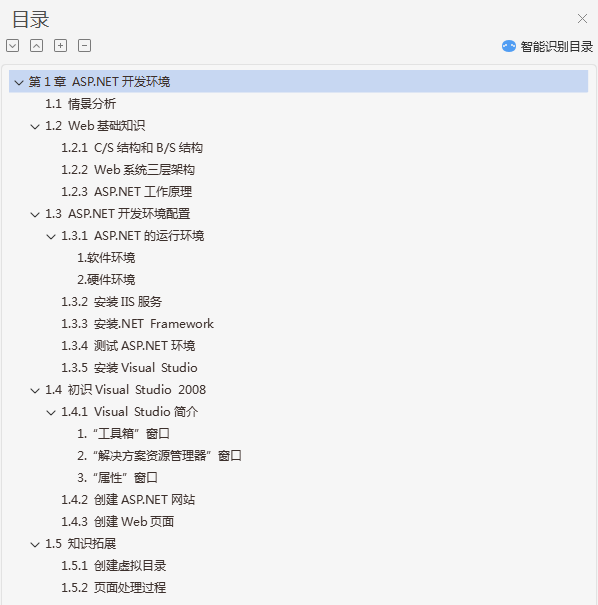 目录
智能识别目录
第 1 章 ASP.NET 开发环境
1.1 情景分析
1.2 Web 基础知识
1.2.1 C/S 结构和 B/S 结构
1.2.2 Web 系统三层架构
1.2.3 ASP.NET 工作原理
1.3 ASP.NET 开发环境配置
1.3.1 ASP.NET 的运行环境
1.软件环境
2.硬件环境
1.3.2 安装 IIS 服务
1.3.3 安装.NET Framework
1.3.4 测试 ASP.NET 环境
1.3.5 安装 Visual Studio
1.4 初识 Visual Studio 2008
1.4.1 Visual Studio 简介
1.“工具箱”窗口
2.“解决方案资源管理器”窗口
3.“属性”窗口
1.4.2 创建 ASP.NET 网站
1.4.3 创建 Web 页面
1.5 知识拓展
1.5.1 创建虚拟目录
1.5.2 页面处理过程